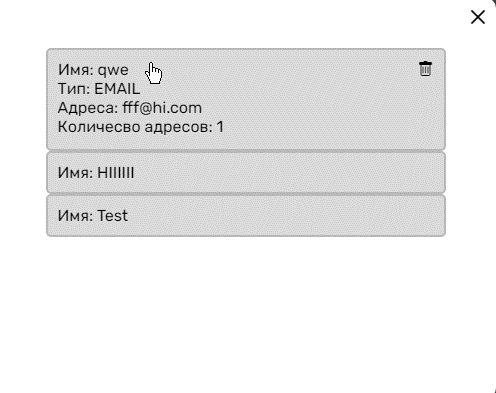 Имя: qwe
Тип: EMAIL
Адреса: fff@hi.com
Количесво адресов: 1
Имя: HIIIIII
Имя: Test